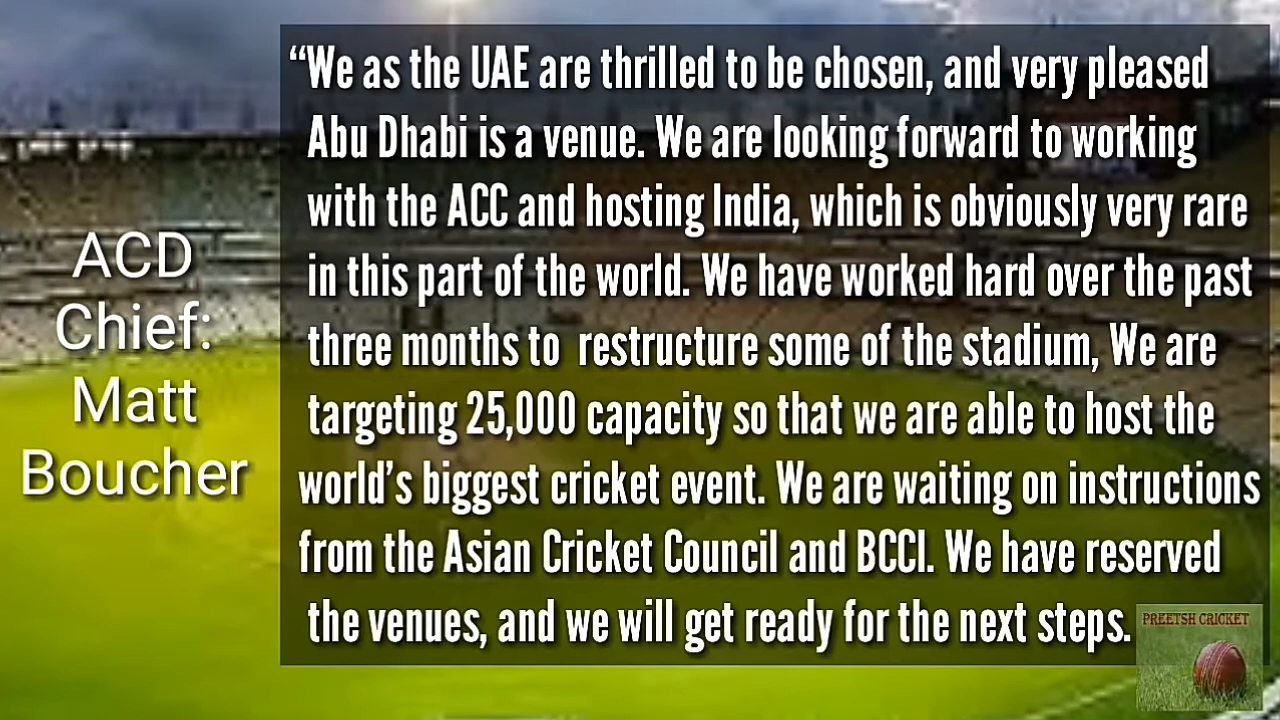 ACD
Chief:
Matt
Boucher
“We as the UAE are thrilled to be chosen, and very pleased
Abu Dhabi is a venue. We are looking forward to working
with the ACC and hosting India, which is obviously very rare
in this part of the world. We have worked hard over the past
three months to restructure some of the stadium, We are
targeting 25,000 capacity so that we are able to host the
world’s biggest cricket event. We are waiting on instructions
from the Asian Cricket Council and BCCI. We have reserved
the venues, and we will get ready for the next steps.
PREETSH CRICKET